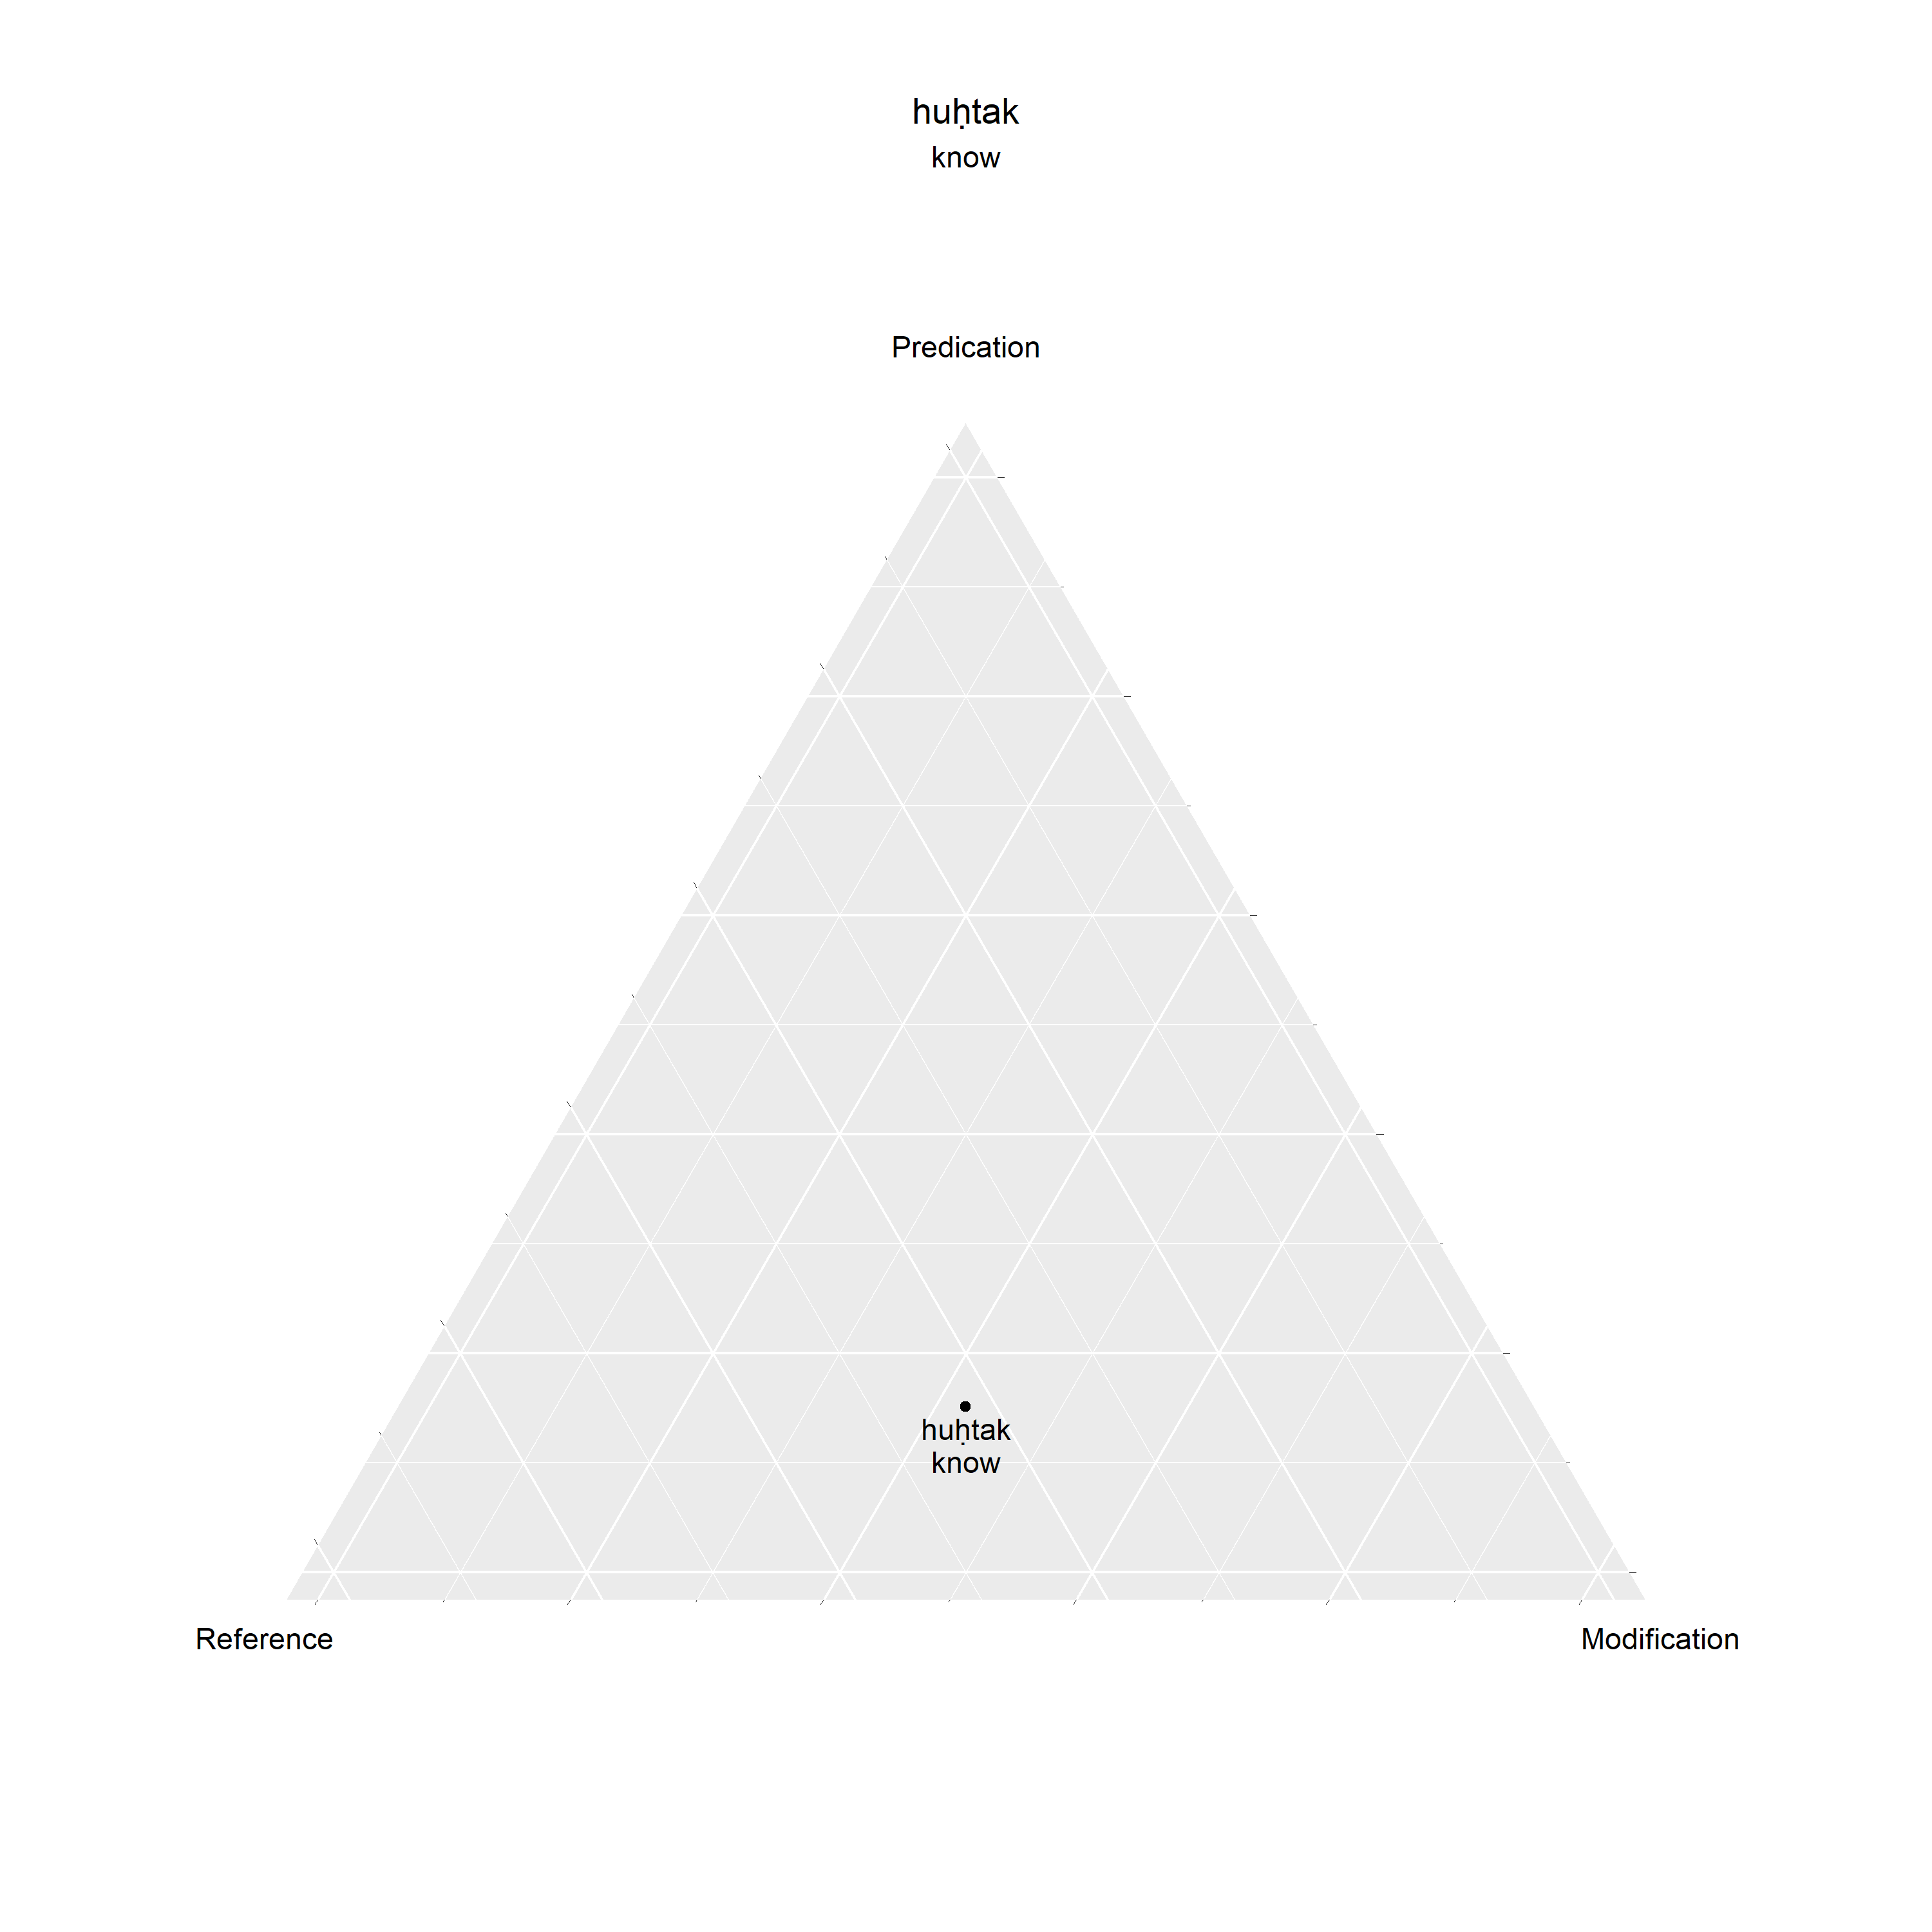 huḥtak
know
Predication
huḥtak
know
Reference
Modification